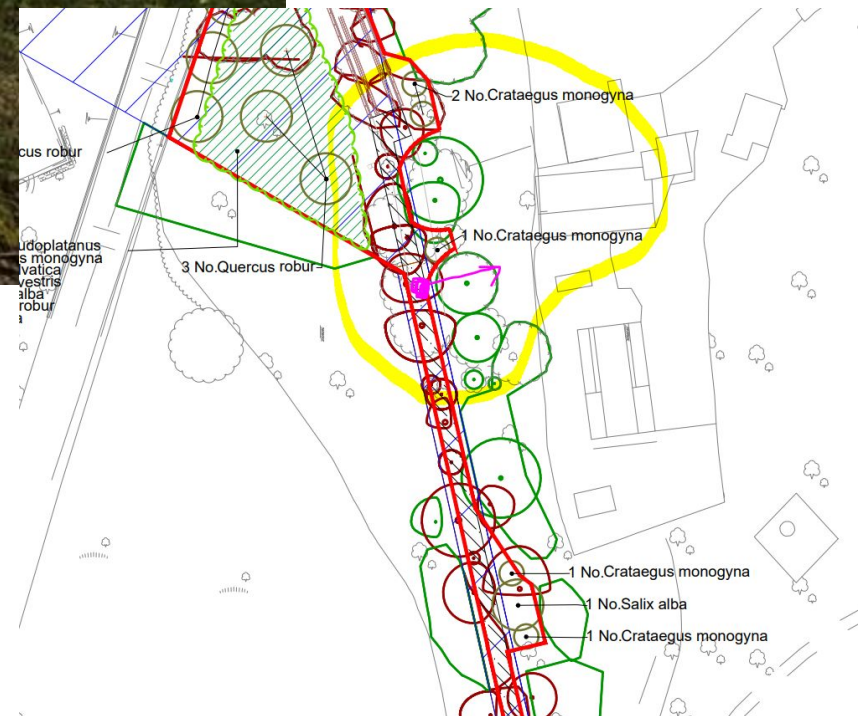 2 No.Crataegus monogyna
cus robur
1 No.Crataegus monogyna
udoplatanus
s monogyna
lvatica
vestris
alba
robur
a
3 No.Quercus robur
1 No.Crataegus monogyna
1 No.Salix alba
1 No.Crataegus monogyna